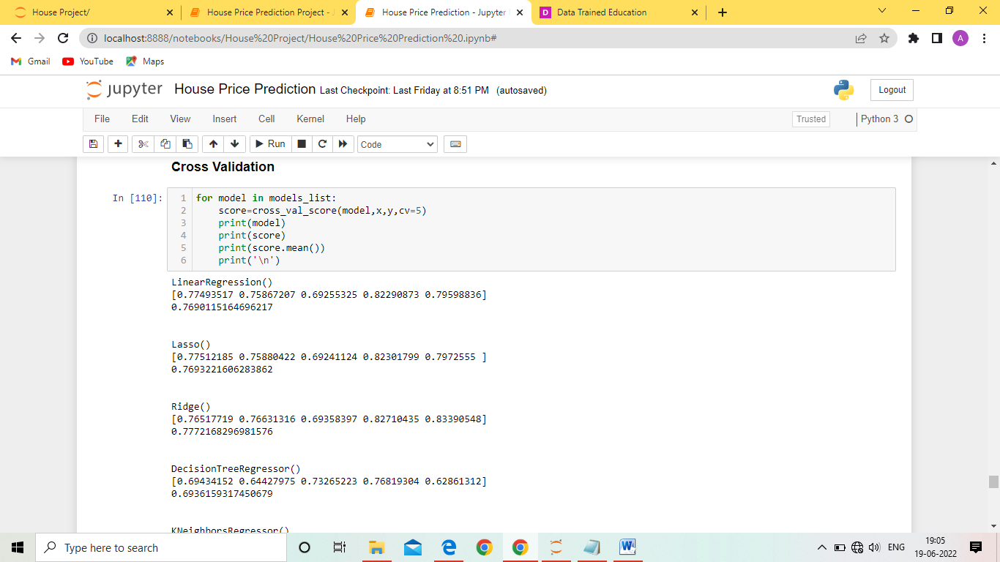 House Project/
House Price Prediction Project - J
House Price Prediction - Jupyter
D Data Trained Education
localhost:8888/notebooks/House%20Project/House%20Price%20Prediction%20.ipynb#
A
Gmail YouTube Maps
jupyter House Price Prediction Last Checkpoint: Last Friday at 8:51 PM (autosaved)
Logout
File Edit View Insert Cell Kernel Help
Trusted Python 3
Run Code
Cross Validation
In [110]:
1 for model in models_list:
2 score=cross_val_score(model,x,y,cv=5)
3 print(model)
4 print(score)
5 print(score.mean())
6 print('\n')
LinearRegression()
[0.77493517 0.75867207 0.69255325 0.82290873 0.79598836]
0.7690115164696217
Lasso()
[0.77512185 0.75880422 0.69241124 0.82301799 0.7972555 ]
0.7693221606283862
Ridge()
[0.76517719 0.76631316 0.69358397 0.82710435 0.83390548]
0.7772168296981576
DecisionTreeRegressor()
[0.69434152 0.64427975 0.73265223 0.76819304 0.62861312]
0.6936159317450679
KNeighborsRegressor()
Type here to search
W
ENG
19:05
19-06-2022